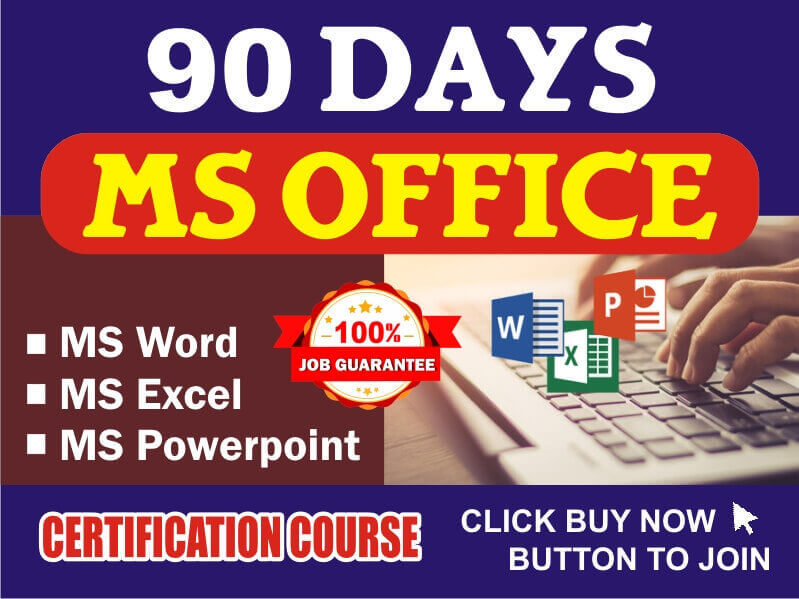 90 DAYS
MS OFFICE
MS Word
MS Excel
MS Powerpoint
100%
JOB GUARANTEE
W
P
X
CERTIFICATION COURSE
CLICK BUY NOW
BUTTON TO JOIN